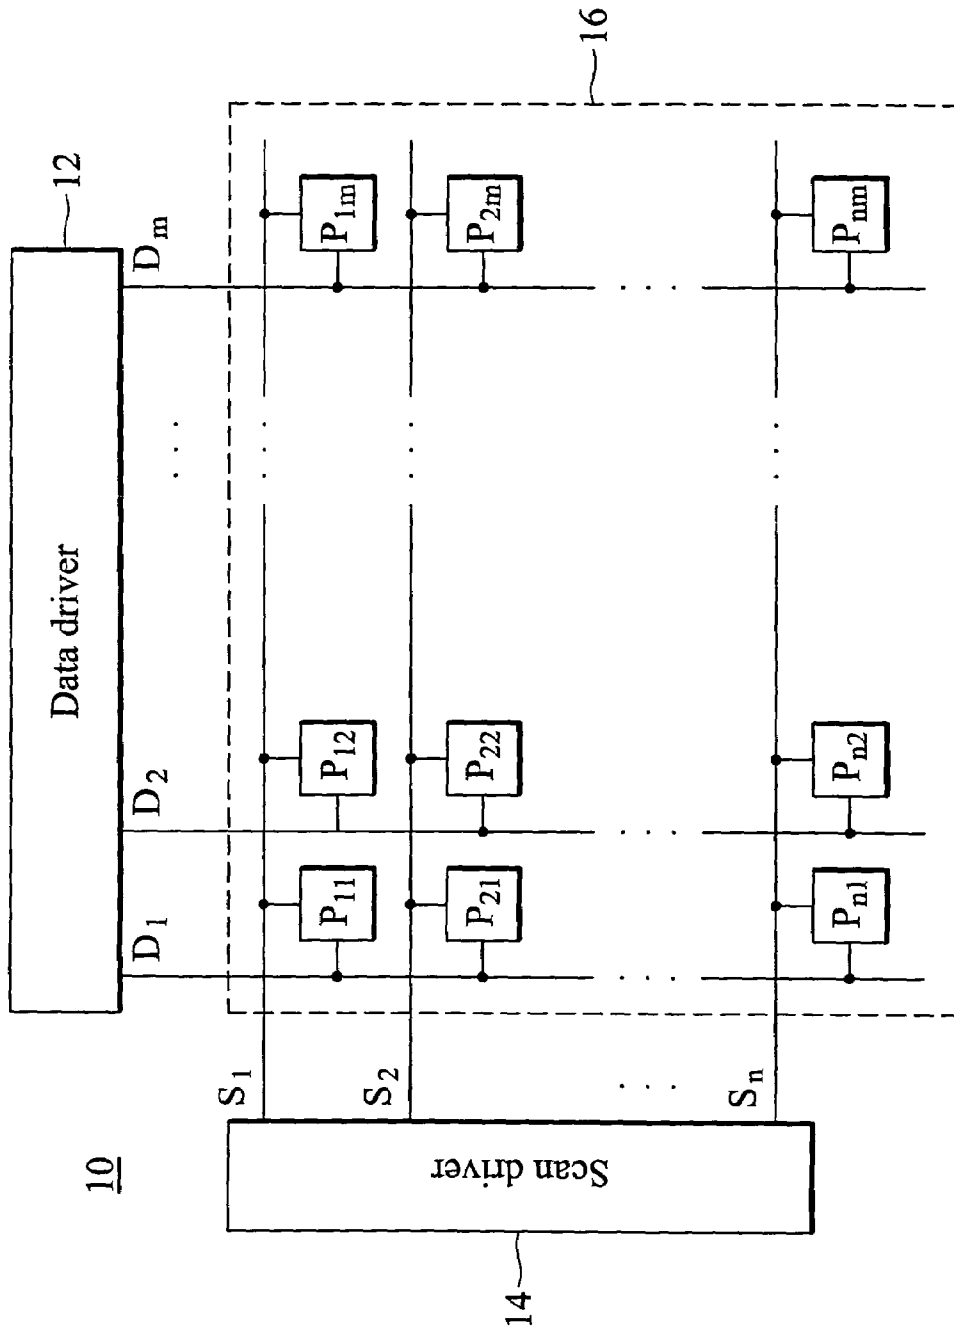 10
12
Data driver
D1 D2 . . . Dm
16
14
Scan driver
S1
P11 P12 . . . P1m
S2
P21 P22 . . . P2m
. . .
Sn
Pn1 Pn2 . . . Pnm